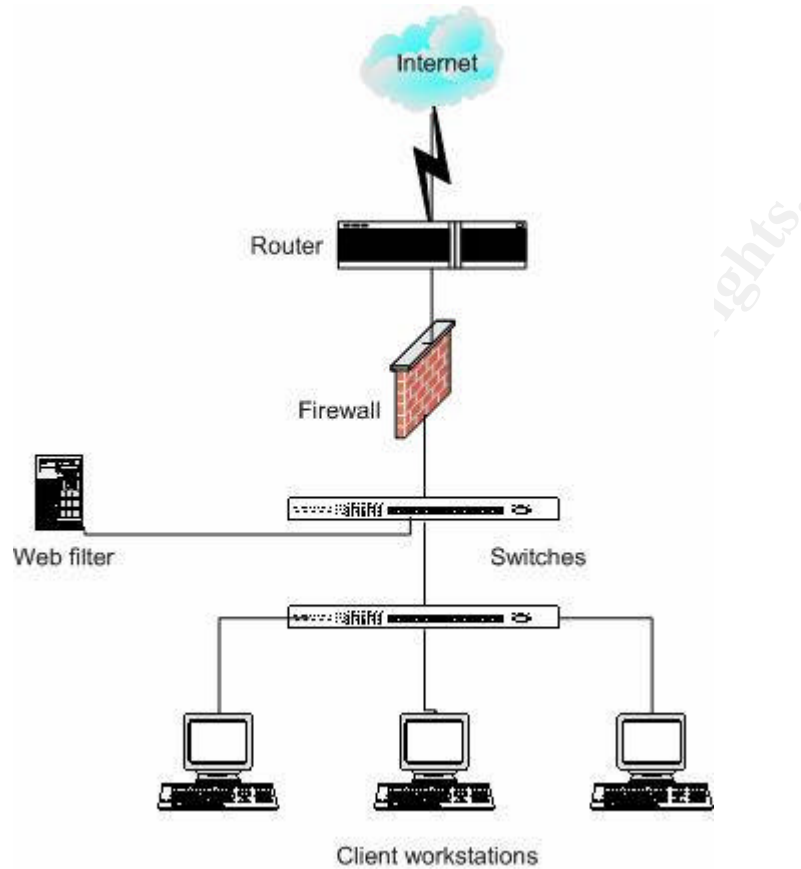 Internet
Router
Firewall
Web filter
Switches
Client workstations